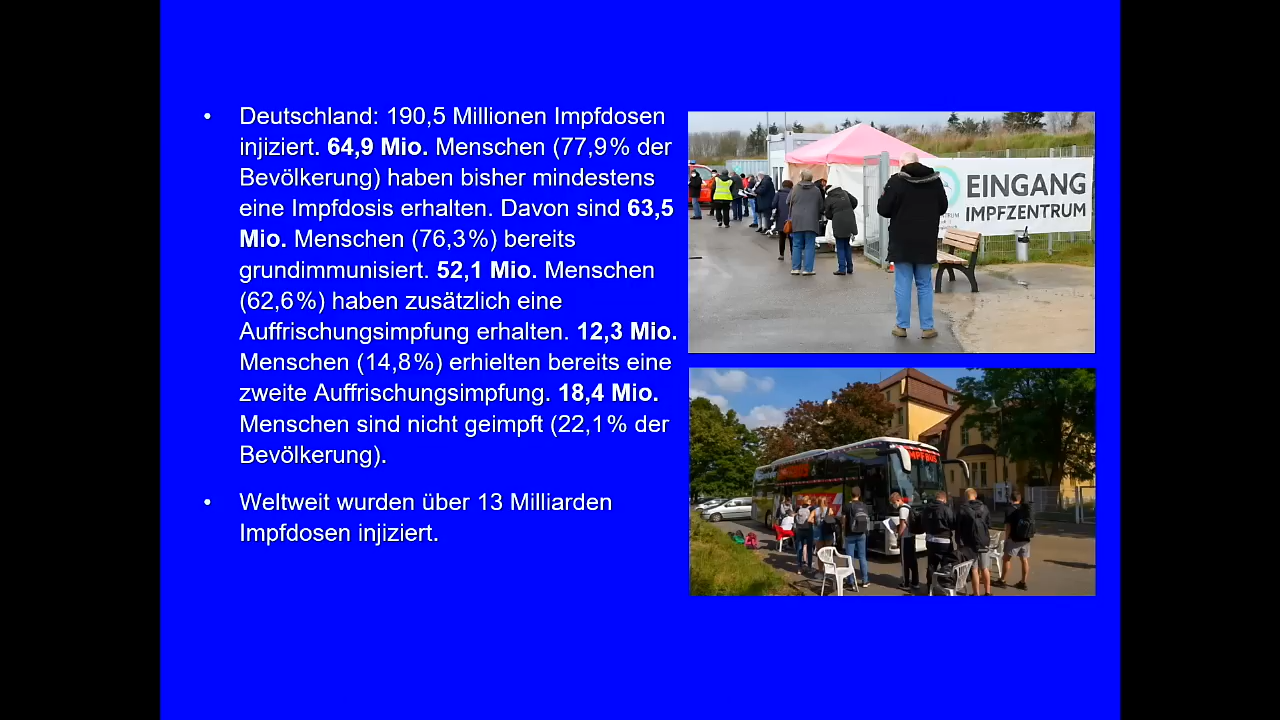 • Deutschland: 190,5 Millionen Impfdosen
injiziert. 64,9 Mio. Menschen (77,9% der
Bevölkerung) haben bisher mindestens
eine Impfdosis erhalten. Davon sind 63,5
Mio. Menschen (76,3%) bereits
grundimmunisiert. 52,1 Mio. Menschen
(62,6%) haben zusätzlich eine
Auffrischungsimpfung erhalten. 12,3 Mio.
Menschen (14,8%) erhielten bereits eine
zweite Auffrischungsimpfung. 18,4 Mio.
Menschen sind nicht geimpft (22,1% der
Bevölkerung).
• Weltweit wurden über 13 Milliarden
Impfdosen injiziert.
EINGANG
IMPFZENTRUM
IMPFBUS